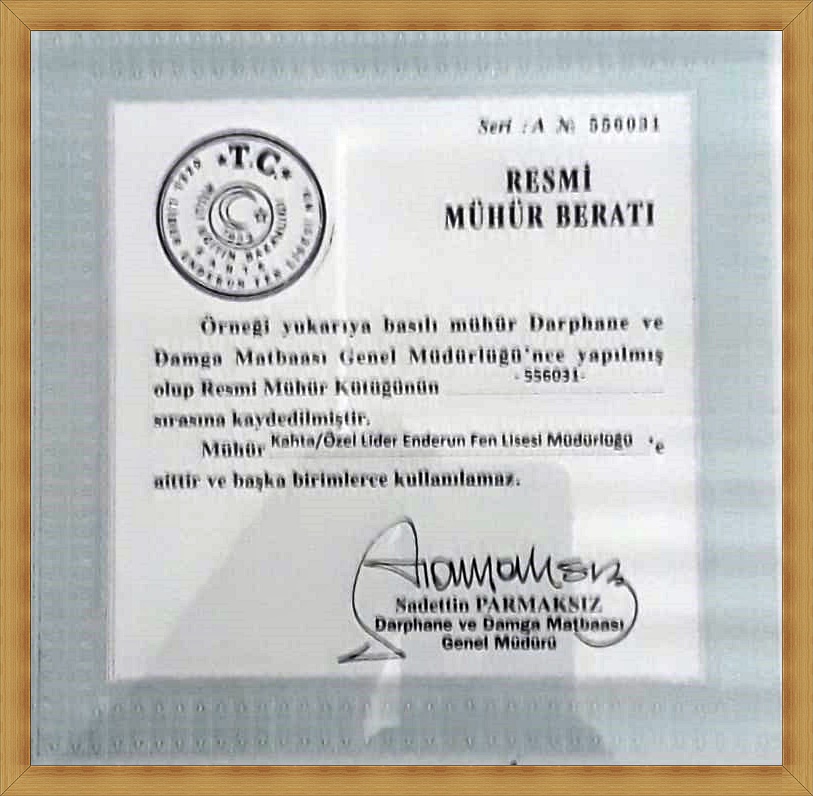 Seri : A № 556031
★T.C.★
RESMİ
MÜHÜR BERATI
Örneği yukarıya basılı mühür Darphane ve
Damga Matbaası Genel Müdürlüğü'nce yapılmış
olup Resmi Mühür Kütüğünün -556031-
sırasına kaydedilmiştir.
Mühür Kahta/Özel Lider Enderun Fen Lisesi Müdürlüğü 'e
aittir ve başka birimlerce kullanılamaz.
Sadettin PARMAKSIZ
Darphane ve Damga Matbaası
Genel Müdürü